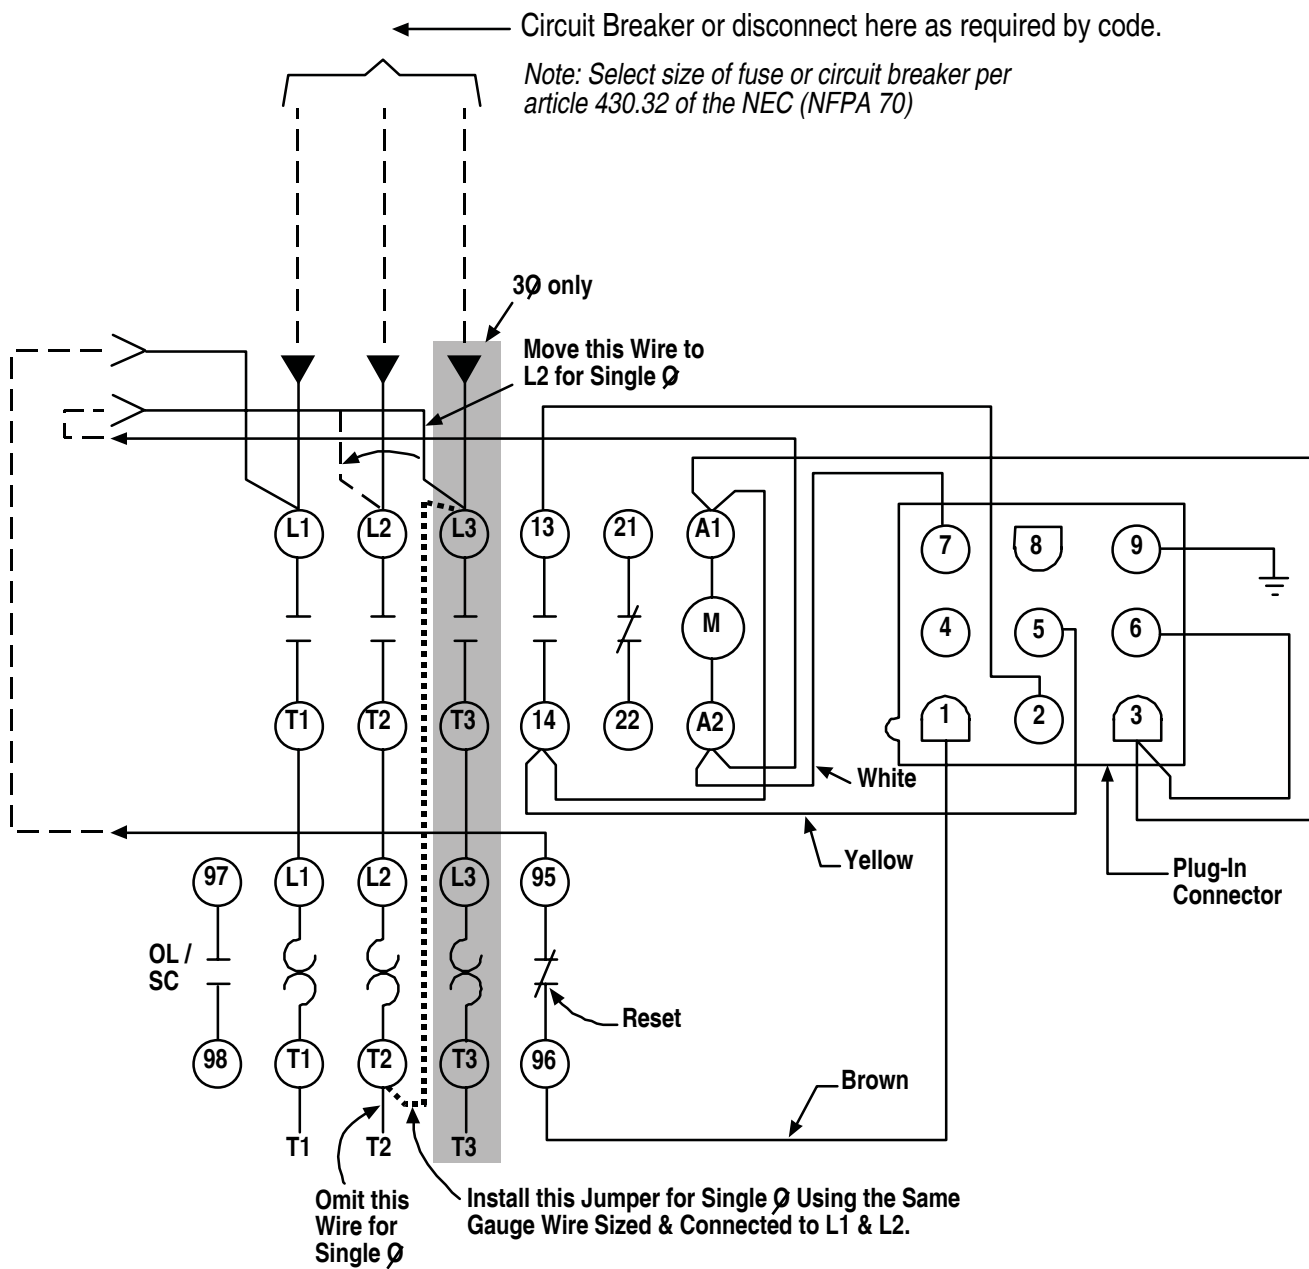 Circuit Breaker or disconnect here as required by code.
Note: Select size of fuse or circuit breaker per
article 430.32 of the NEC (NFPA 70)
3Ø only
Move this Wire to
L2 for Single Ø
L1 L2 L3 13 21 A1
7 8 9
M
4 5 6
T1 T2 T3 14 22 A2
1 2 3
White
Yellow
Plug-In
Connector
97 L1 L2 L3 95
OL /
SC
Reset
98 T1 T2 T3 96
Brown
T1 T2 T3
Omit this
Wire for
Single Ø
Install this Jumper for Single Ø Using the Same
Gauge Wire Sized & Connected to L1 & L2.